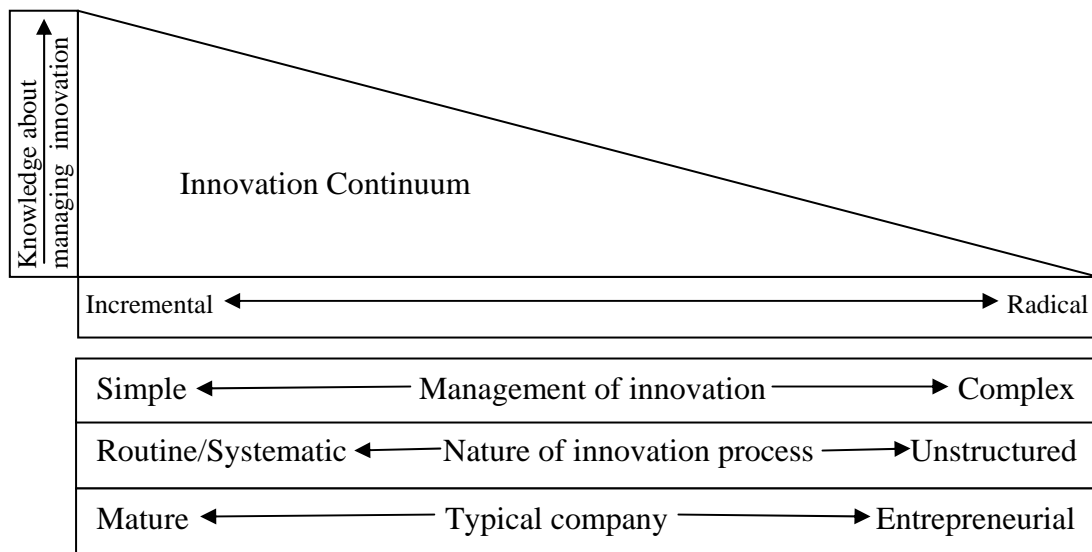 Knowledge about
managing innovation
Innovation Continuum
Incremental Radical
Simple Management of innovation Complex
Routine/Systematic Nature of innovation process Unstructured
Mature Typical company Entrepreneurial